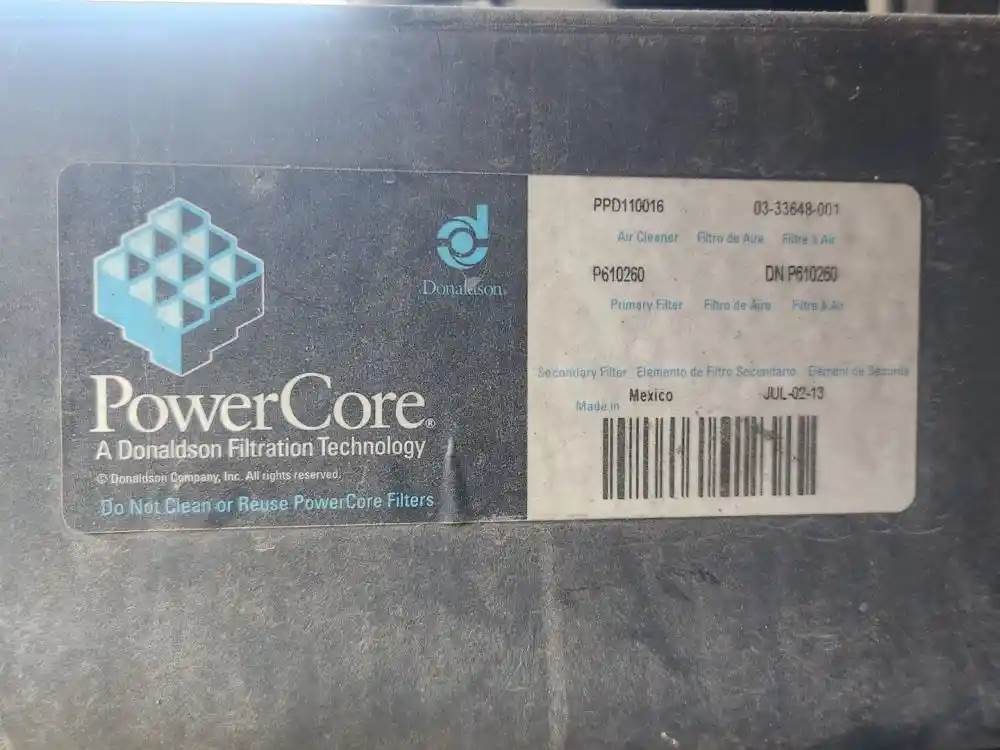 Donaldson.
PowerCore®
A Donaldson Filtration Technology
© Donaldson Company, Inc. All rights reserved.
Do Not Clean or Reuse PowerCore Filters
PPD110016 03-33648-001
Air Cleaner Filtro de Aire Filtre à Air
P610260 DN P610260
Primary Filter Filtro de Aire Filtre à Air
Secondary Filter Elemento de Filtro Secundario Élément de Sécurité
Made in Mexico JUL-02-13